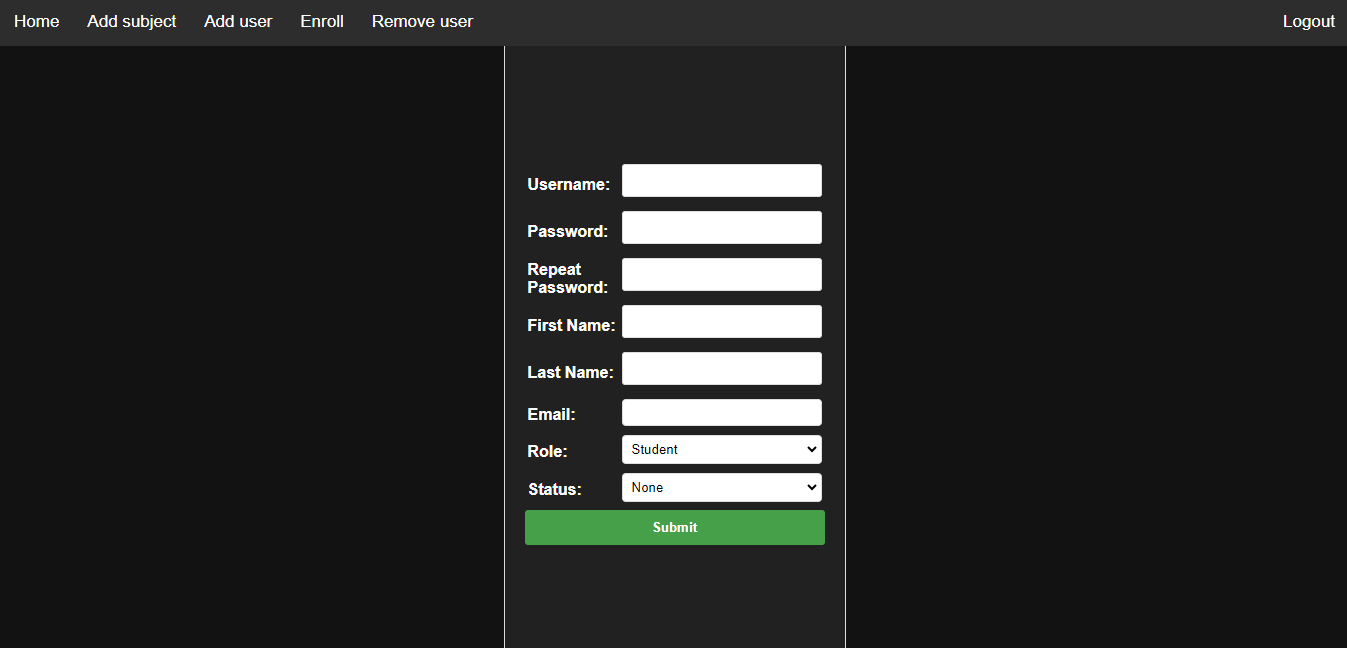 Home Add subject Add user Enroll Remove user Logout
Username:
Password:
Repeat
Password:
First Name:
Last Name:
Email:
Role: Student
Status: None
Submit